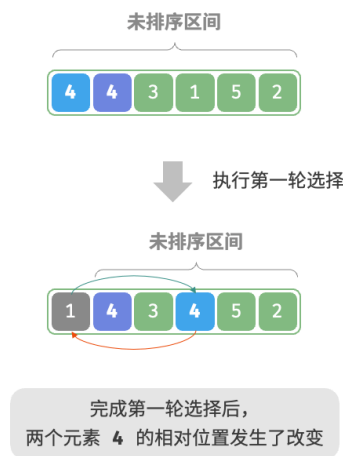 未排序区间
4 4 3 1 5 2
执行第一轮选择
未排序区间
1 4 3 4 5 2
完成第一轮选择后，
两个元素 4 的相对位置发生了改变